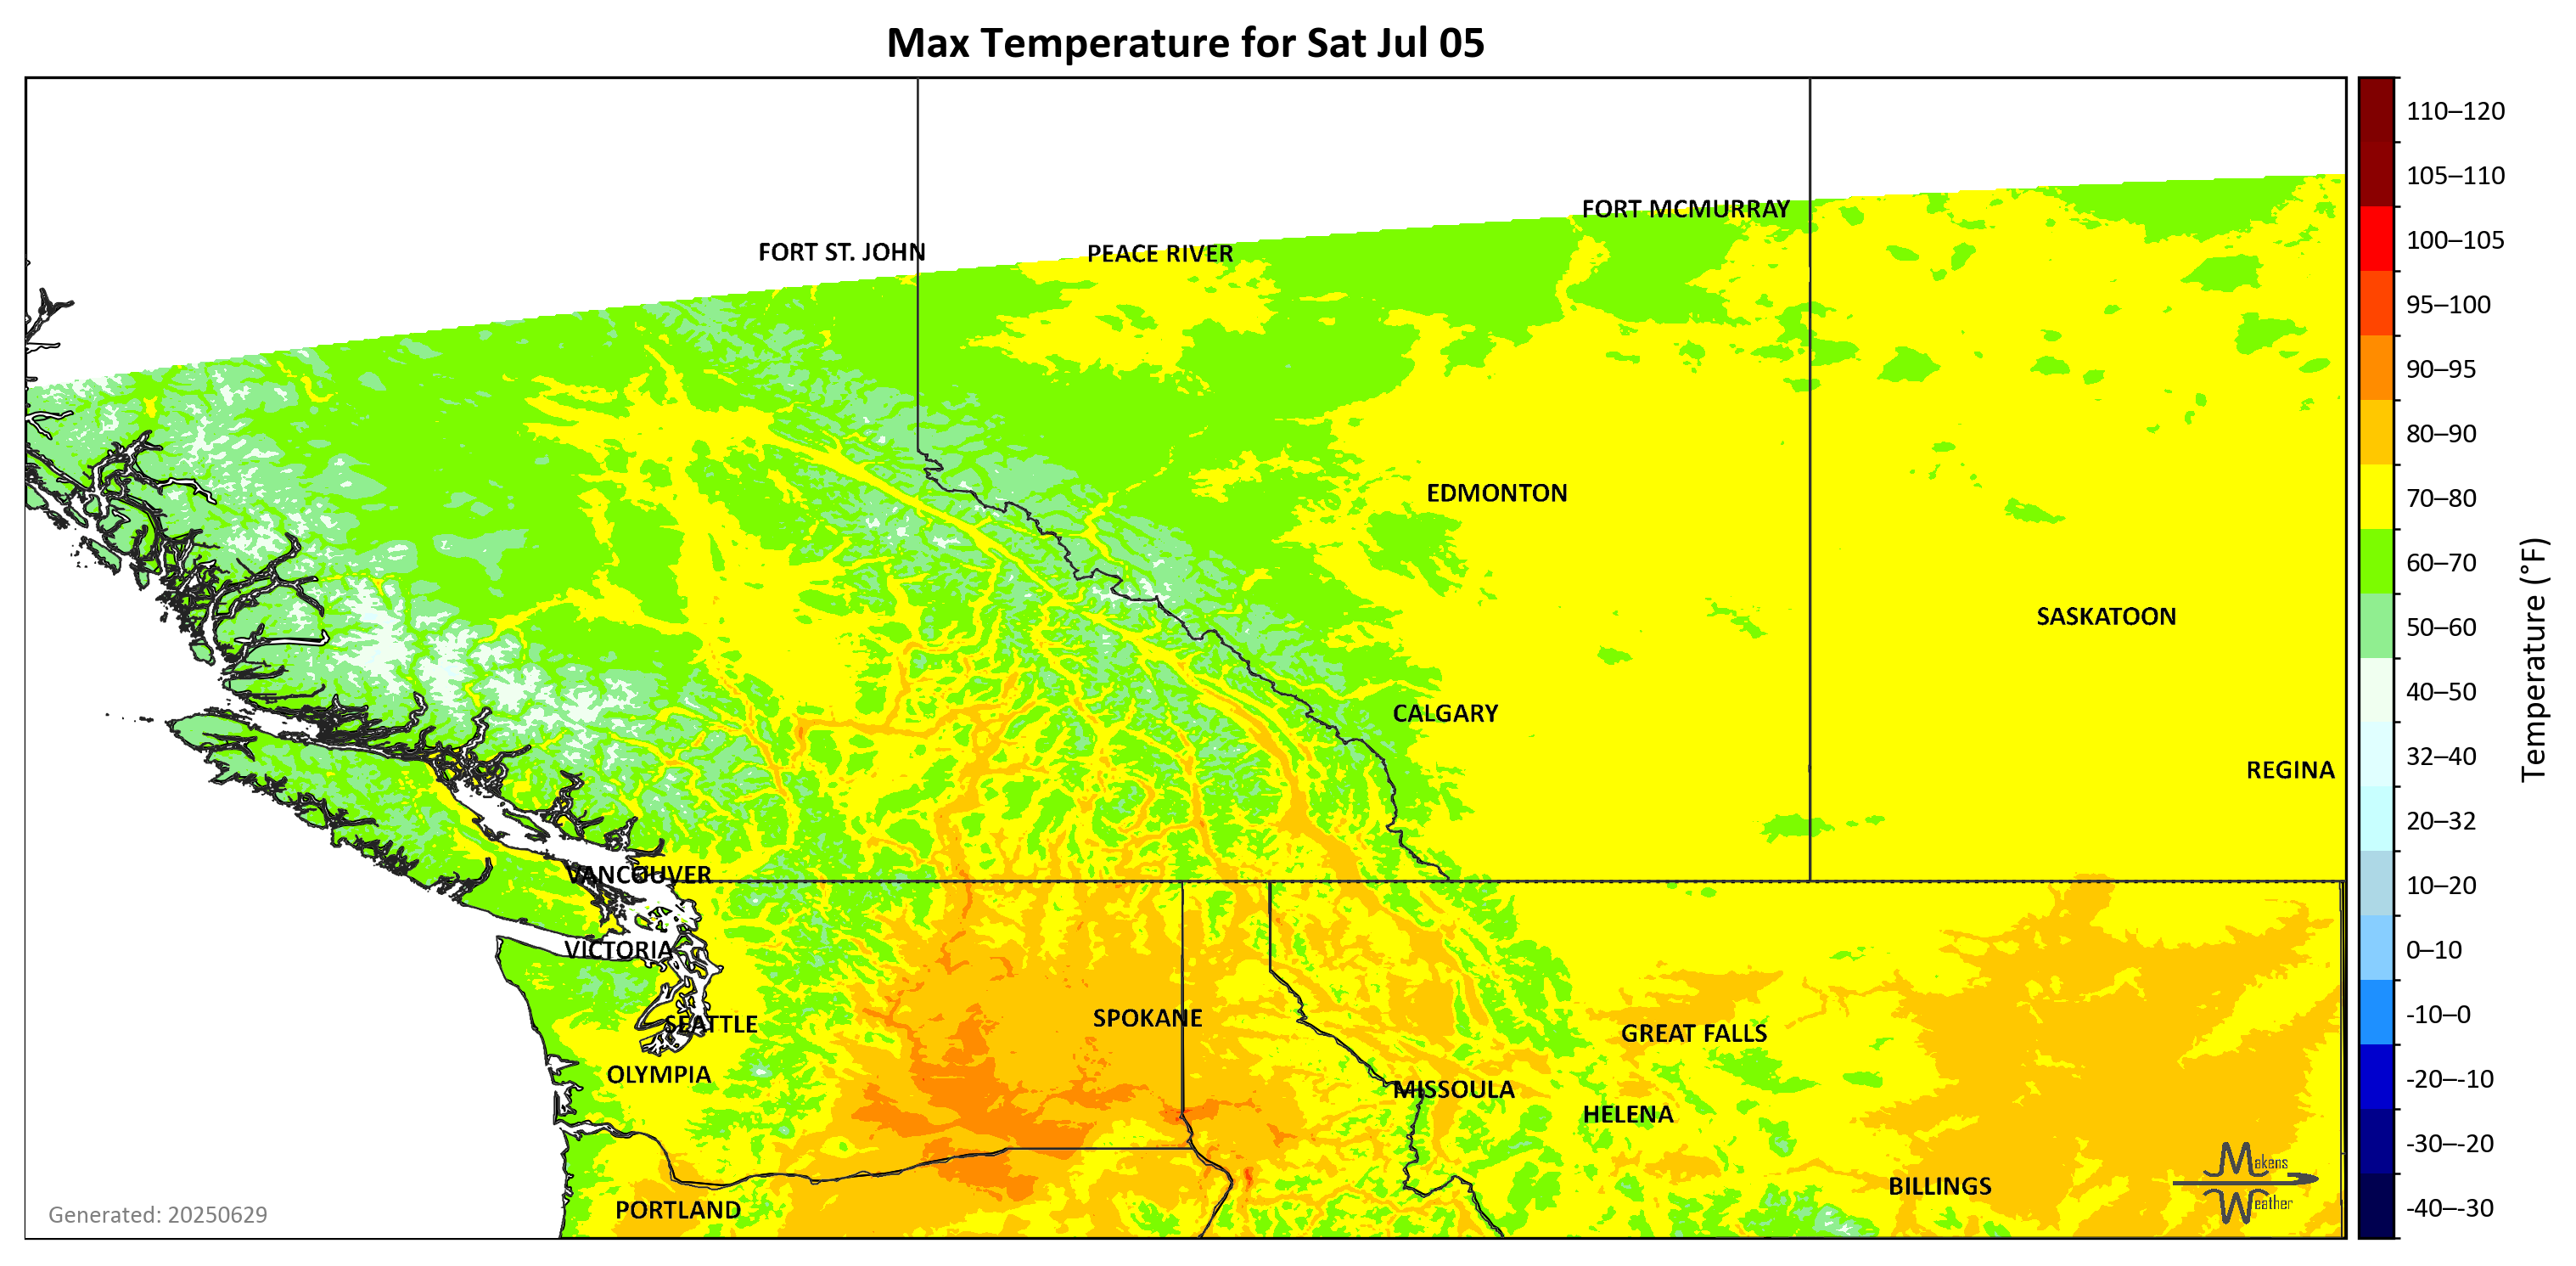 Max Temperature for Sat Jul 05
FORT MCMURRAY
FORT ST. JOHN
PEACE RIVER
EDMONTON
SASKATOON
CALGARY
REGINA
VANCOUVER
VICTORIA
SPOKANE
SEATTLE
GREAT FALLS
OLYMPIA
MISSOULA
HELENA
BILLINGS
PORTLAND
Makens
Weather
Generated: 20250629
110–120
105–110
100–105
95–100
90–95
80–90
70–80
60–70
50–60
40–50
32–40
20–32
10–20
0–10
-10–0
-20–-10
-30–-20
-40–-30
Temperature (°F)